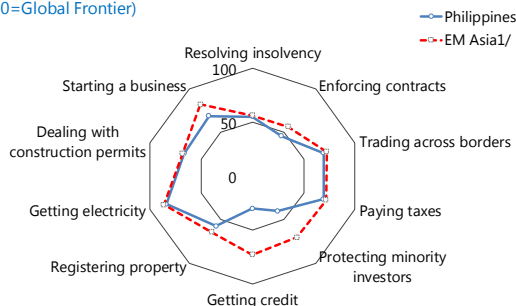 0=Global Frontier)
Philippines
EM Asia1/
Resolving insolvency
100
Starting a business
Enforcing contracts
50
Dealing with
construction permits
Trading across borders
0
Getting electricity
Paying taxes
Registering property
Protecting minority
investors
Getting credit